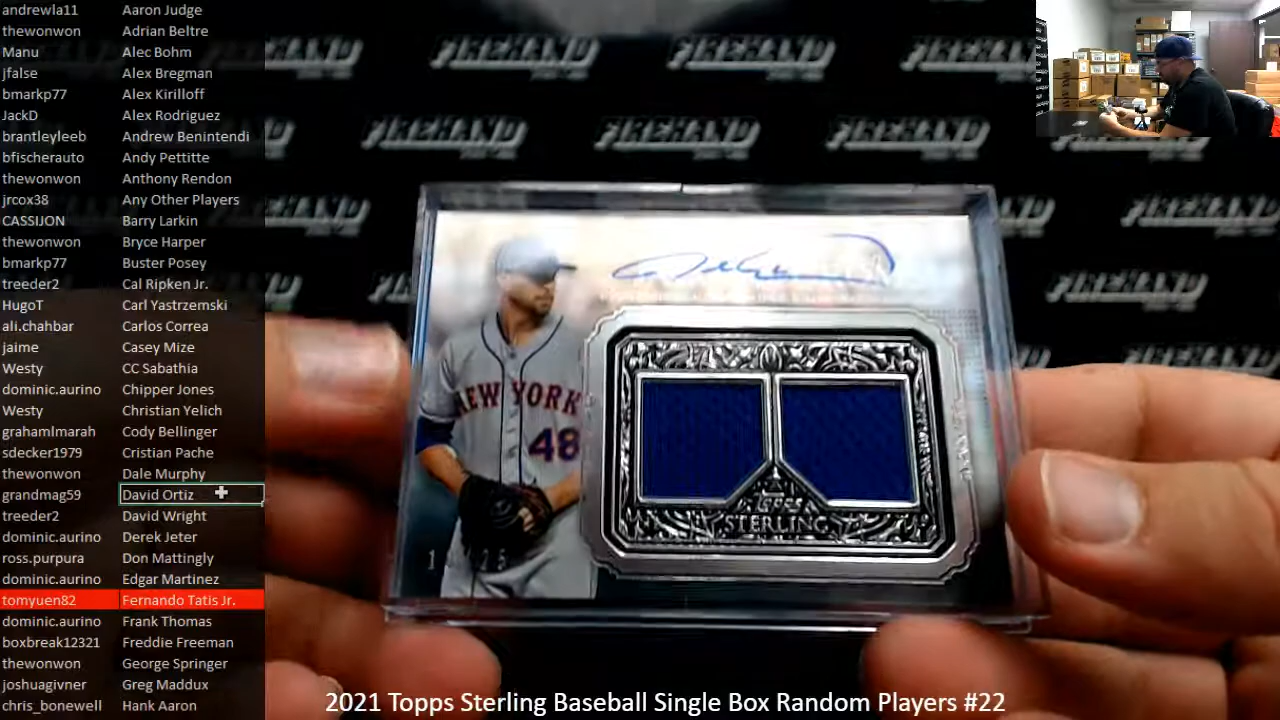 andrewla11 Aaron Judge
thewonwon Adrian Beltre
Manu Alec Bohm
jfalse Alex Bregman
bmarkp77 Alex Kirilloff
JackD Alex Rodriguez
brantleyleeb Andrew Benintendi
bfischerauto Andy Pettitte
thewonwon Anthony Rendon
jrcox38 Any Other Players
CASSIJON Barry Larkin
thewonwon Bryce Harper
bmarkp77 Buster Posey
treeder2 Cal Ripken Jr.
HugoT Carl Yastrzemski
ali.chahbar Carlos Correa
jaime Casey Mize
Westy CC Sabathia
dominic.aurino Chipper Jones
Westy Christian Yelich
grahamlmarah Cody Bellinger
sdecker1979 Cristian Pache
thewonwon Dale Murphy
grandmag59 David Ortiz
treeder2 David Wright
dominic.aurino Derek Jeter
ross.purpura Don Mattingly
dominic.aurino Edgar Martinez
tomyuen82 Fernando Tatis Jr.
dominic.aurino Frank Thomas
boxbreak12321 Freddie Freeman
thewonwon George Springer
joshuagivner Greg Maddux
chris_bonewell Hank Aaron
FIREHAND FIREHAND FIREHAND
FIREHAND FIREHAND FIREHAND
NEW YORK
48
TOPPS
STERLING
2021 Topps Sterling Baseball Single Box Random Players #22